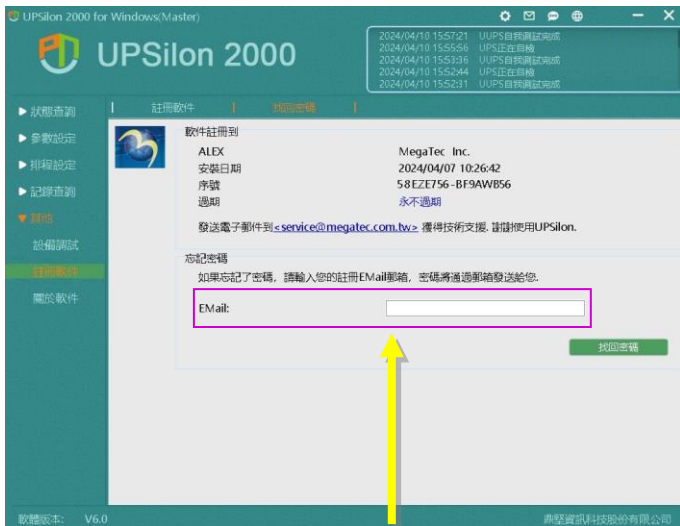 UPSilon 2000 for Windows(Master)
UPSilon 2000
2024/04/10 15:57:21 UUPS自我測試完成
2024/04/10 15:55:56 UPS正在自檢
2024/04/10 15:53:36 UUPS自我測試完成
2024/04/10 15:52:44 UPS正在自檢
2024/04/10 15:52:31 UUPS自我測試完成
狀態查詢
參數設定
排程設定
記錄查詢
其他
設備調試
註冊軟件
關於軟件
註冊軟件 | 找回密碼
軟件註冊到
ALEX MegaTec Inc.
安裝日期 2024/04/07 10:26:42
序號 58EZE756-BF9AWB56
過期 永不過期
發送電子郵件到<service@megatec.com.tw> 獲得技術支援. 謝謝使用UPSilon.
忘記密碼
如果忘記了密碼, 請輸入您的註冊EMail郵箱, 密碼將通過郵箱發送給您.
EMail:
找回密碼
軟體版本: V6.0
鼎堅資訊科技股份有限公司